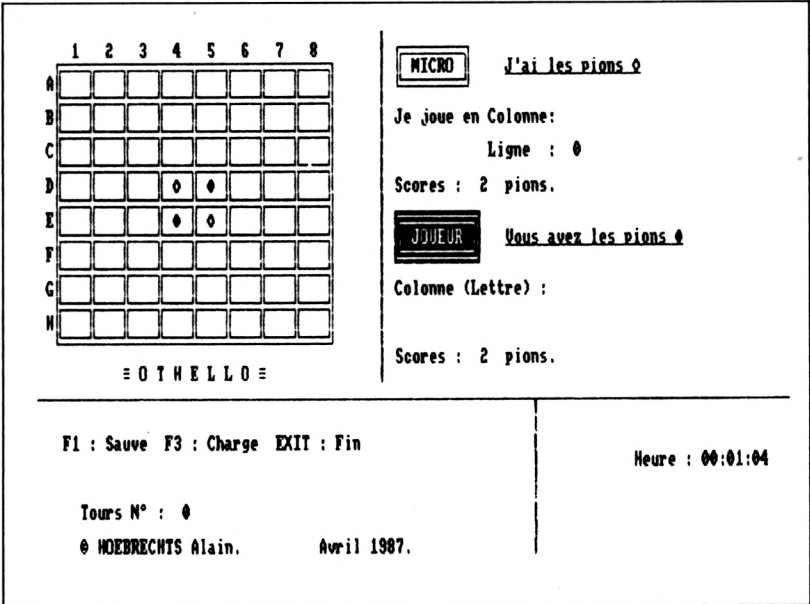 1 2 3 4 5 6 7 8
A
B
C
D ◊ ♦
E ♦ ◊
F
G
H
≡ O T H E L L O ≡
MICRO J'ai les pions ◊
Je joue en Colonne:
Ligne : 0
Scores : 2 pions.
JOUEUR Vous avez les pions ♦
Colonne (Lettre) :
Scores : 2 pions.
F1 : Sauve F3 : Charge EXIT : Fin
Heure : 00:01:04
Tours N° : 0
© HOEBRECHTS Alain. Avril 1987.